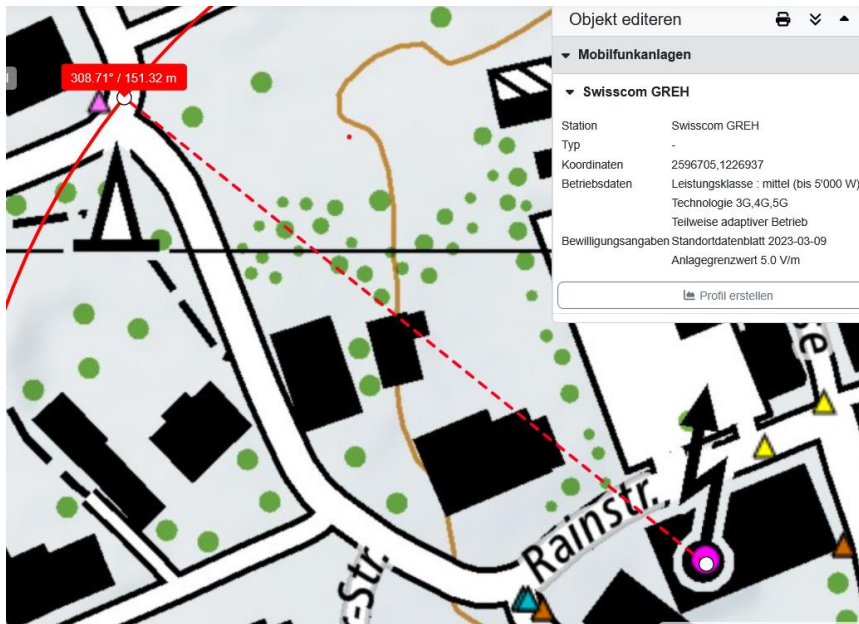 Objekt editeren
Mobilfunkanlagen
308.71° / 151.32 m
Swisscom GREH
Station Swisscom GREH
Typ -
Koordinaten 2596705,1226937
Betriebsdaten Leistungsklasse : mittel (bis 5'000 W)
Technologie 3G,4G,5G
Teilweise adaptiver Betrieb
Bewilligungsangaben Standortdatenblatt 2023-03-09
Anlagegrenzwert 5.0 V/m
Profil erstellen
Rainstr.
-Str.